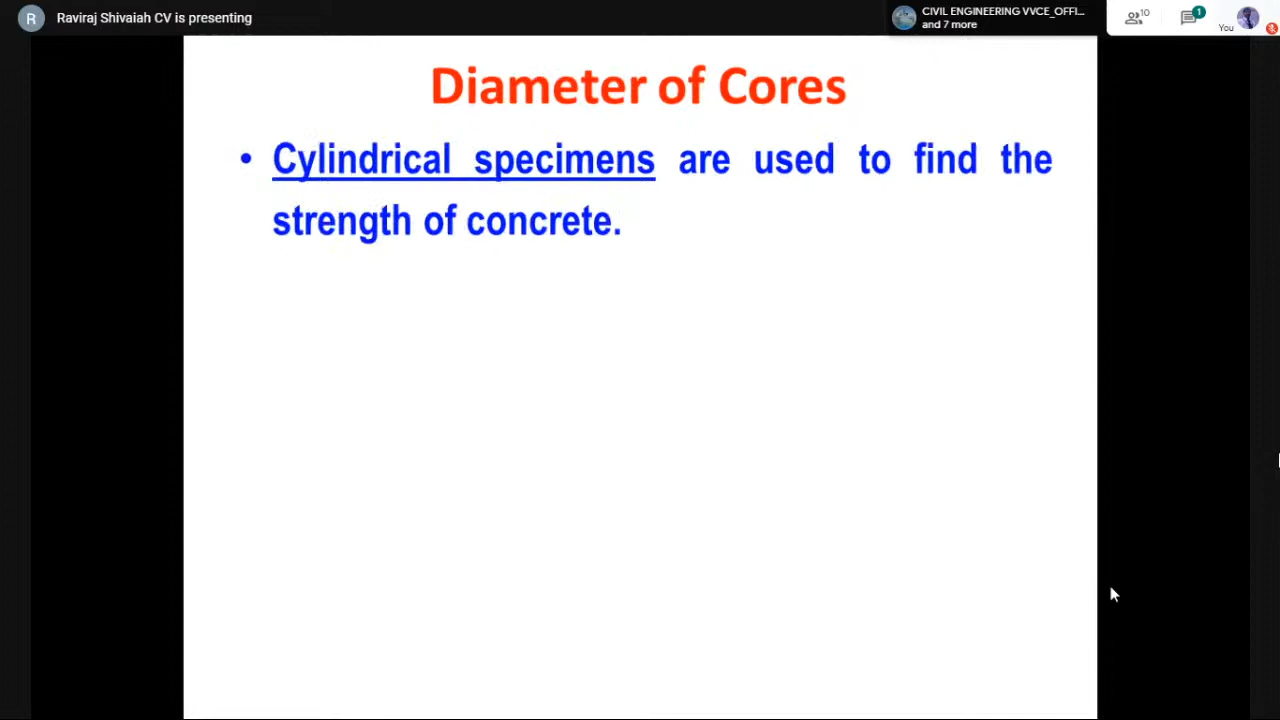 R
Raviraj Shivaiah CV is presenting
CIVIL ENGINEERING VVCE_OFFI...
and 7 more
10
1
You
Diameter of Cores
• Cylindrical specimens are used to find the
strength of concrete.